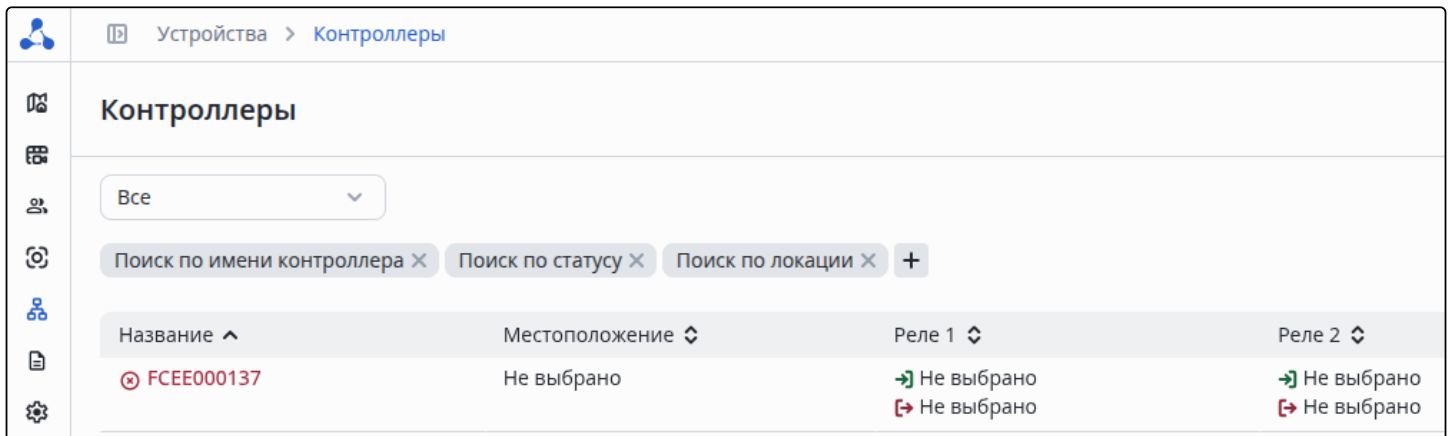 Устройства > Контроллеры
Контроллеры
Все
Поиск по имени контроллера × Поиск по статусу × Поиск по локации × +
Название Местоположение Реле 1 Реле 2
FCEE000137 Не выбрано Не выбрано Не выбрано
Не выбрано Не выбрано